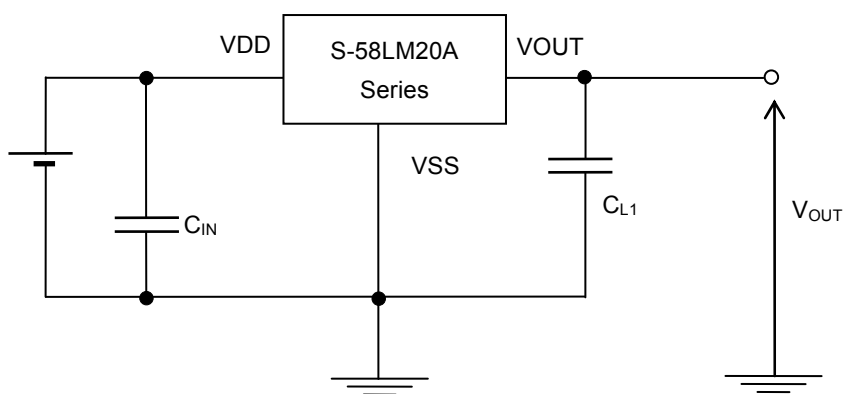 VDD
S-58LM20A
Series
VOUT
VSS
CIN
CL1
VOUT